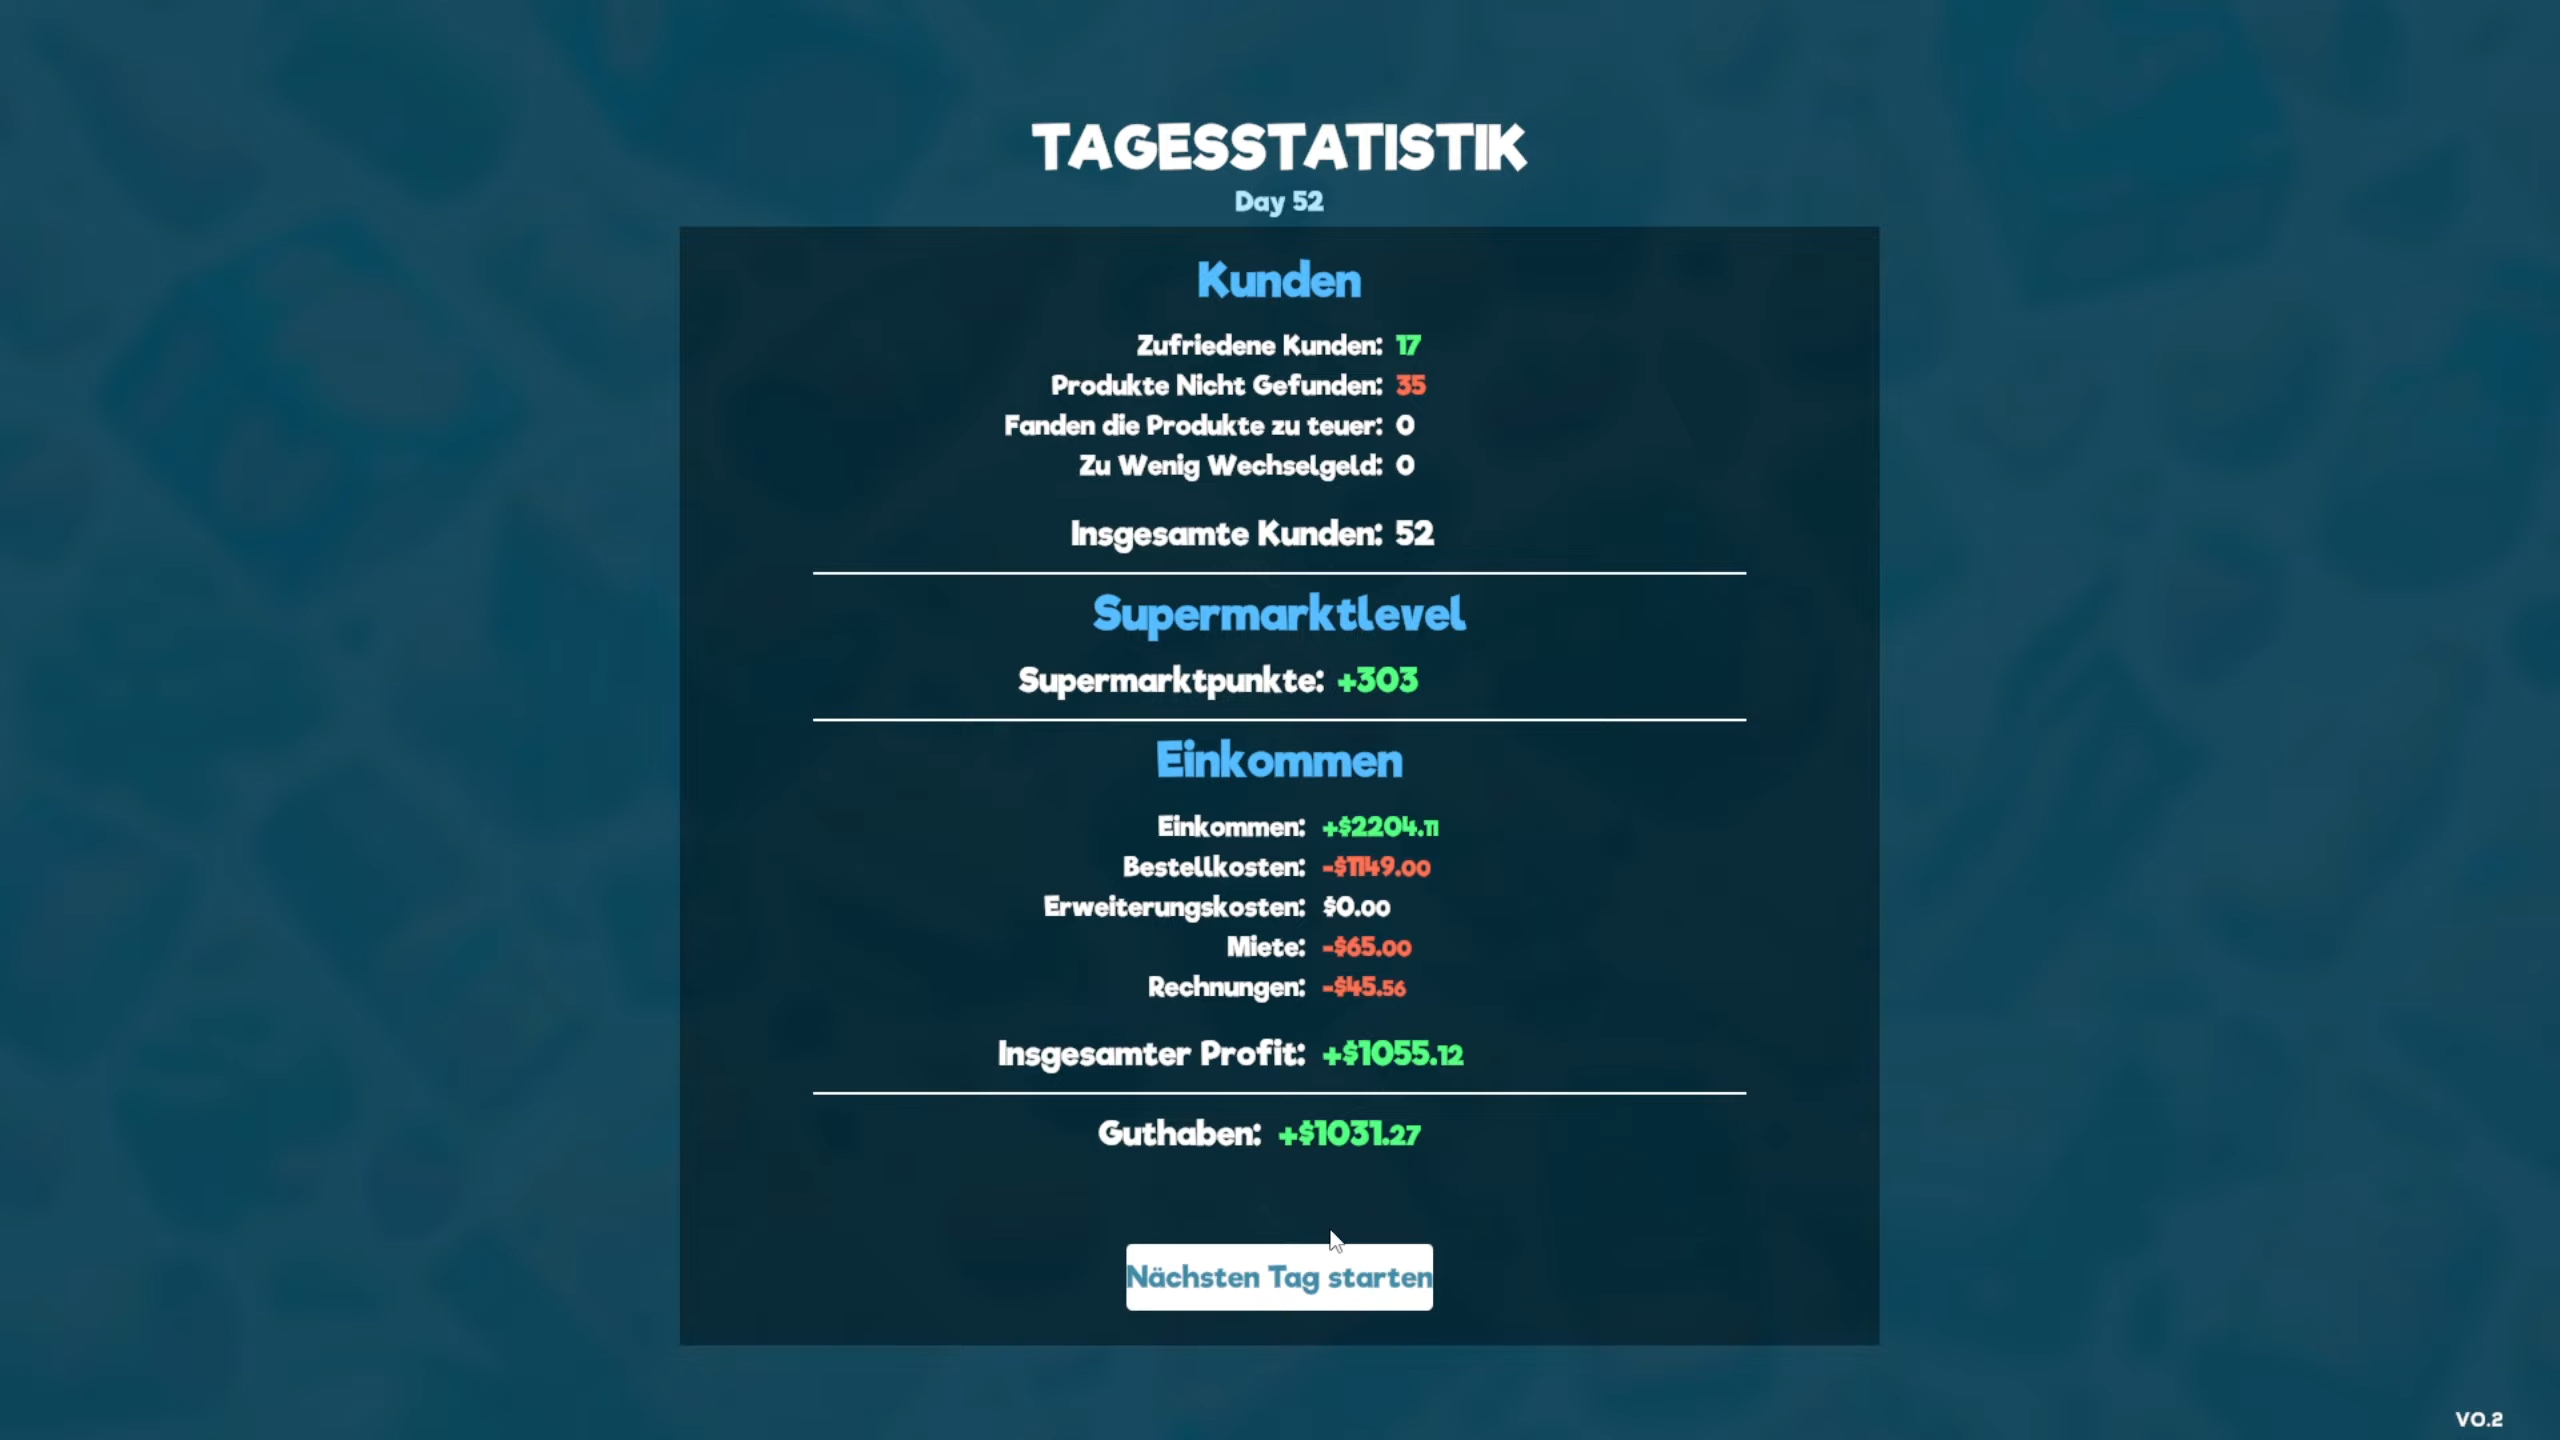 TAGESSTATISTIK
Day 52
Kunden
Zufriedene Kunden: 17
Produkte Nicht Gefunden: 35
Fanden die Produkte zu teuer: 0
Zu Wenig Wechselgeld: 0
Insgesamte Kunden: 52
Supermarktlevel
Supermarktpunkte: +303
Einkommen
Einkommen: +$2204.11
Bestellkosten: -$1149.00
Erweiterungskosten: $0.00
Miete: -$65.00
Rechnungen: -$45.56
Insgesamter Profit: +$1055.12
Guthaben: +$1031.27
Nächsten Tag starten
V0.2